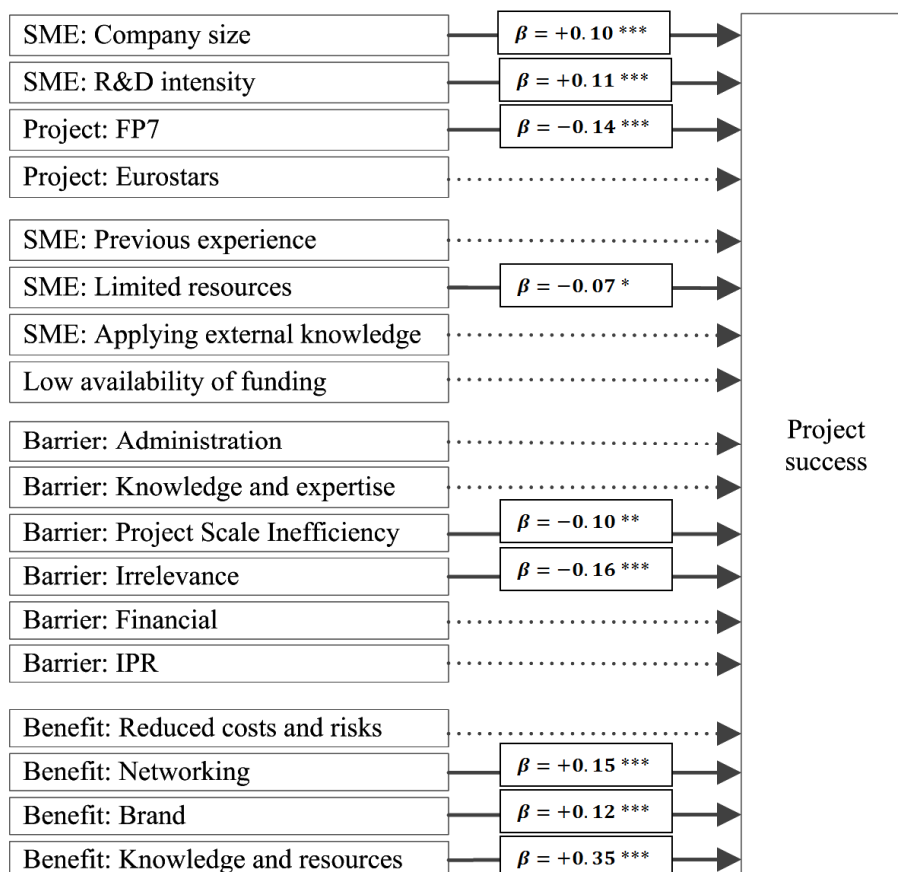 SME: Company size
β = +0.10 ***
SME: R&D intensity
β = +0.11 ***
Project: FP7
β = −0.14 ***
Project: Eurostars
SME: Previous experience
SME: Limited resources
β = −0.07 *
SME: Applying external knowledge
Low availability of funding
Barrier: Administration
Barrier: Knowledge and expertise
Barrier: Project Scale Inefficiency
β = −0.10 **
Barrier: Irrelevance
β = −0.16 ***
Barrier: Financial
Barrier: IPR
Benefit: Reduced costs and risks
Benefit: Networking
β = +0.15 ***
Benefit: Brand
β = +0.12 ***
Benefit: Knowledge and resources
β = +0.35 ***
Project
success